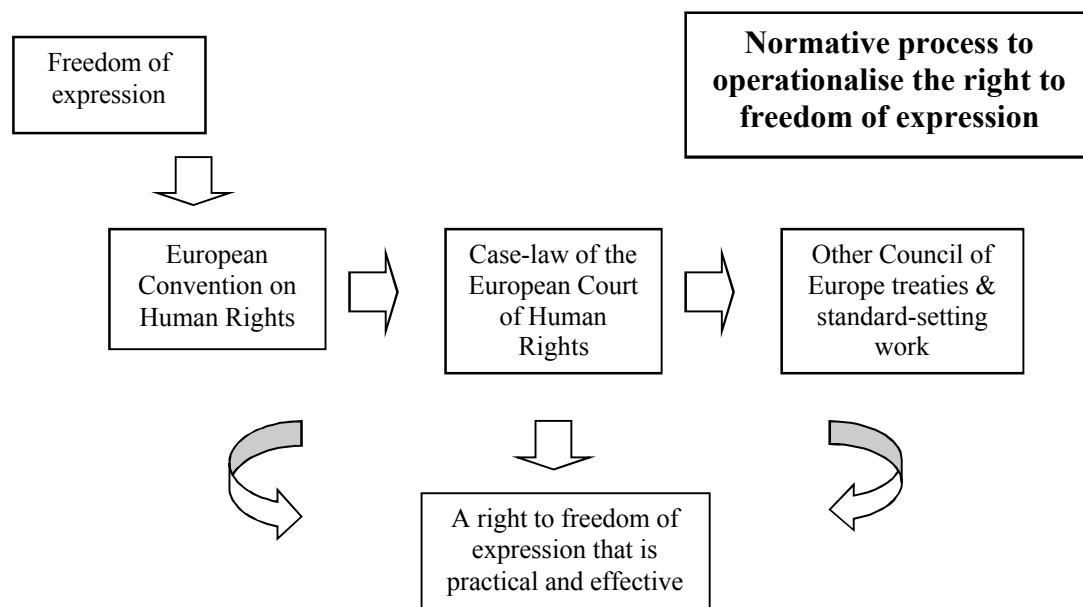 Freedom of
expression
Normative process to
operationalise the right to
freedom of expression
European
Convention on
Human Rights
Case-law of the
European Court
of Human
Rights
Other Council of
Europe treaties &
standard-setting
work
A right to freedom of
expression that is
practical and effective